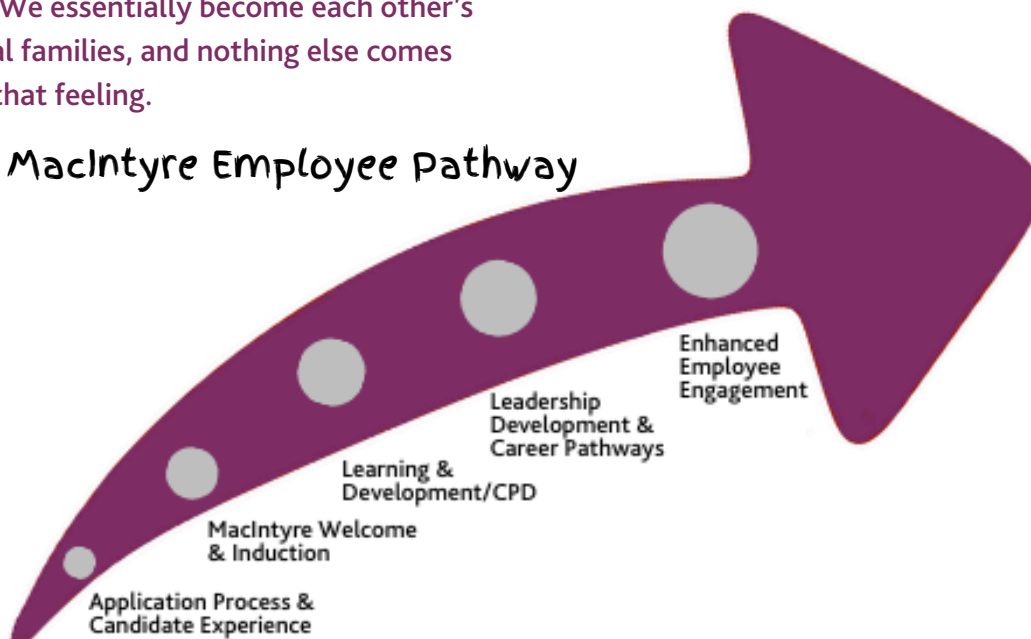 We essentially become each other's
families, and nothing else comes
that feeling.
MacIntyre Employee Pathway
Enhanced
Employee
Engagement
Leadership
Development &
Career Pathways
Learning &
Development/CPD
MacIntyre Welcome
& Induction
Application Process &
Candidate Experience